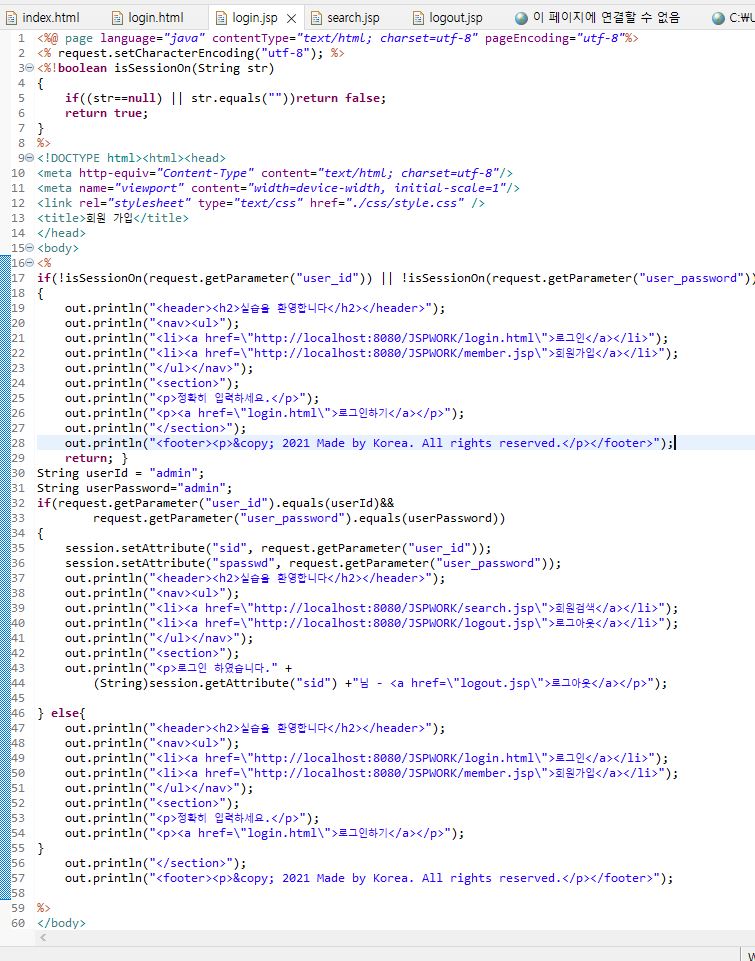 index.html login.html login.jsp search.jsp logout.jsp 이 페이지에 연결할 수 없음 C:₩
1 <%@ page language="java" contentType="text/html; charset=utf-8" pageEncoding="utf-8"%>
2 <% request.setCharacterEncoding("utf-8"); %>
3 <%!boolean isSessionOn(String str)
4 {
5 if((str==null) || str.equals(""))return false;
6 return true;
7 }
8 %>
9 <!DOCTYPE html><html><head>
10 <meta http-equiv="Content-Type" content="text/html; charset=utf-8"/>
11 <meta name="viewport" content="width=device-width, initial-scale=1"/>
12 <link rel="stylesheet" type="text/css" href="./css/style.css" />
13 <title>회원 가입</title>
14 </head>
15 <body>
16 <%
17 if(!isSessionOn(request.getParameter("user_id")) || !isSessionOn(request.getParameter("user_password"))
18 {
19 out.println("<header><h2>실습을 환영합니다</h2></header>");
20 out.println("<nav><ul>");
21 out.println("<li><a href=\"http://localhost:8080/JSPWORK/login.html\">로그인</a></li>");
22 out.println("<li><a href=\"http://localhost:8080/JSPWORK/member.jsp\">회원가입</a></li>");
23 out.println("</ul></nav>");
24 out.println("<section>");
25 out.println("<p>정확히 입력하세요.</p>");
26 out.println("<p><a href=\"login.html\">로그인하기</a></p>");
27 out.println("</section>");
28 out.println("<footer><p>&copy; 2021 Made by Korea. All rights reserved.</p></footer>");
29 return; }
30 String userId = "admin";
31 String userPassword="admin";
32 if(request.getParameter("user_id").equals(userId)&&
33 request.getParameter("user_password").equals(userPassword))
34 {
35 session.setAttribute("sid", request.getParameter("user_id"));
36 session.setAttribute("spasswd", request.getParameter("user_password"));
37 out.println("<header><h2>실습을 환영합니다</h2></header>");
38 out.println("<nav><ul>");
39 out.println("<li><a href=\"http://localhost:8080/JSPWORK/search.jsp\">회원검색</a></li>");
40 out.println("<li><a href=\"http://localhost:8080/JSPWORK/logout.jsp\">로그아웃</a></li>");
41 out.println("</ul></nav>");
42 out.println("<section>");
43 out.println("<p>로그인 하였습니다." +
44 (String)session.getAttribute("sid") +"님 - <a href=\"logout.jsp\">로그아웃</a></p>");
45
46 } else{
47 out.println("<header><h2>실습을 환영합니다</h2></header>");
48 out.println("<nav><ul>");
49 out.println("<li><a href=\"http://localhost:8080/JSPWORK/login.html\">로그인</a></li>");
50 out.println("<li><a href=\"http://localhost:8080/JSPWORK/member.jsp\">회원가입</a></li>");
51 out.println("</ul></nav>");
52 out.println("<section>");
53 out.println("<p>정확히 입력하세요.</p>");
54 out.println("<p><a href=\"login.html\">로그인하기</a></p>");
55 }
56 out.println("</section>");
57 out.println("<footer><p>&copy; 2021 Made by Korea. All rights reserved.</p></footer>");
58
59 %>
60 </body>